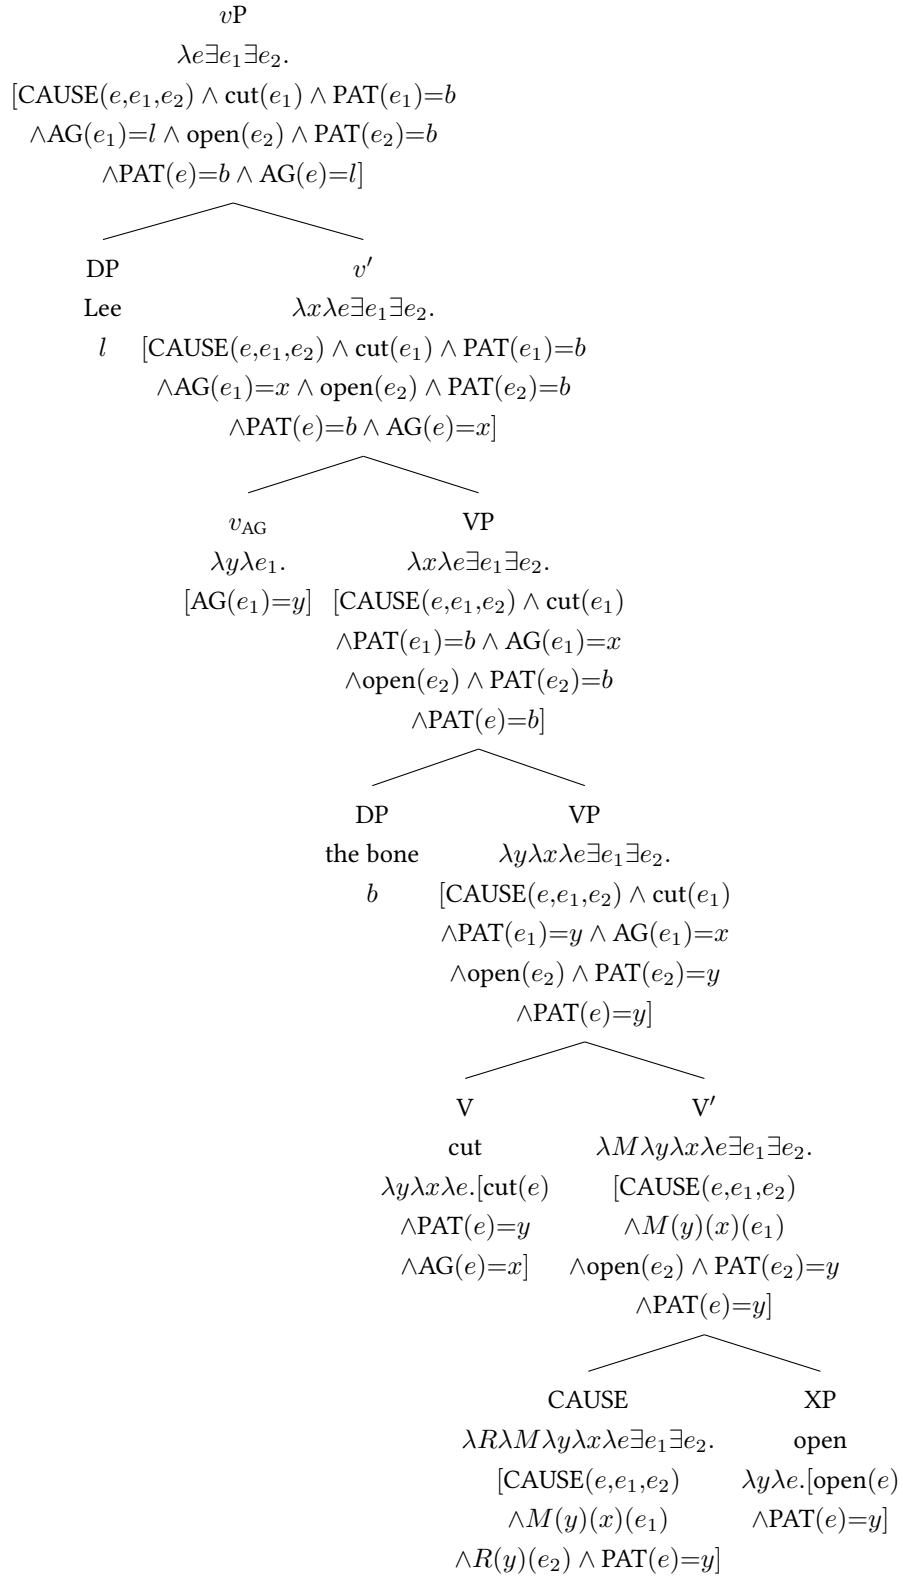 vP
λe∃e₁∃e₂.
[CAUSE(e,e₁,e₂) ∧ cut(e₁) ∧ PAT(e₁)=b
∧AG(e₁)=l ∧ open(e₂) ∧ PAT(e₂)=b
∧PAT(e)=b ∧ AG(e)=l]
DP
Lee
l
v′
λxλe∃e₁∃e₂.
[CAUSE(e,e₁,e₂) ∧ cut(e₁) ∧ PAT(e₁)=b
∧AG(e₁)=x ∧ open(e₂) ∧ PAT(e₂)=b
∧PAT(e)=b ∧ AG(e)=x]
v_AG
λyλe₁.
[AG(e₁)=y]
VP
λxλe∃e₁∃e₂.
[CAUSE(e,e₁,e₂) ∧ cut(e₁)
∧PAT(e₁)=b ∧ AG(e₁)=x
∧open(e₂) ∧ PAT(e₂)=b
∧PAT(e)=b]
DP
the bone
b
VP
λyλxλe∃e₁∃e₂.
[CAUSE(e,e₁,e₂) ∧ cut(e₁)
∧PAT(e₁)=y ∧ AG(e₁)=x
∧open(e₂) ∧ PAT(e₂)=y
∧PAT(e)=y]
V
cut
λyλxλe.[cut(e)
∧PAT(e)=y
∧AG(e)=x]
V′
λMλyλxλe∃e₁∃e₂.
[CAUSE(e,e₁,e₂)
∧M(y)(x)(e₁)
∧open(e₂) ∧ PAT(e₂)=y
∧PAT(e)=y]
CAUSE
λRλMλyλxλe∃e₁∃e₂.
[CAUSE(e,e₁,e₂)
∧M(y)(x)(e₁)
∧R(y)(e₂) ∧ PAT(e)=y]
XP
open
λyλe.[open(e)
∧PAT(e)=y]